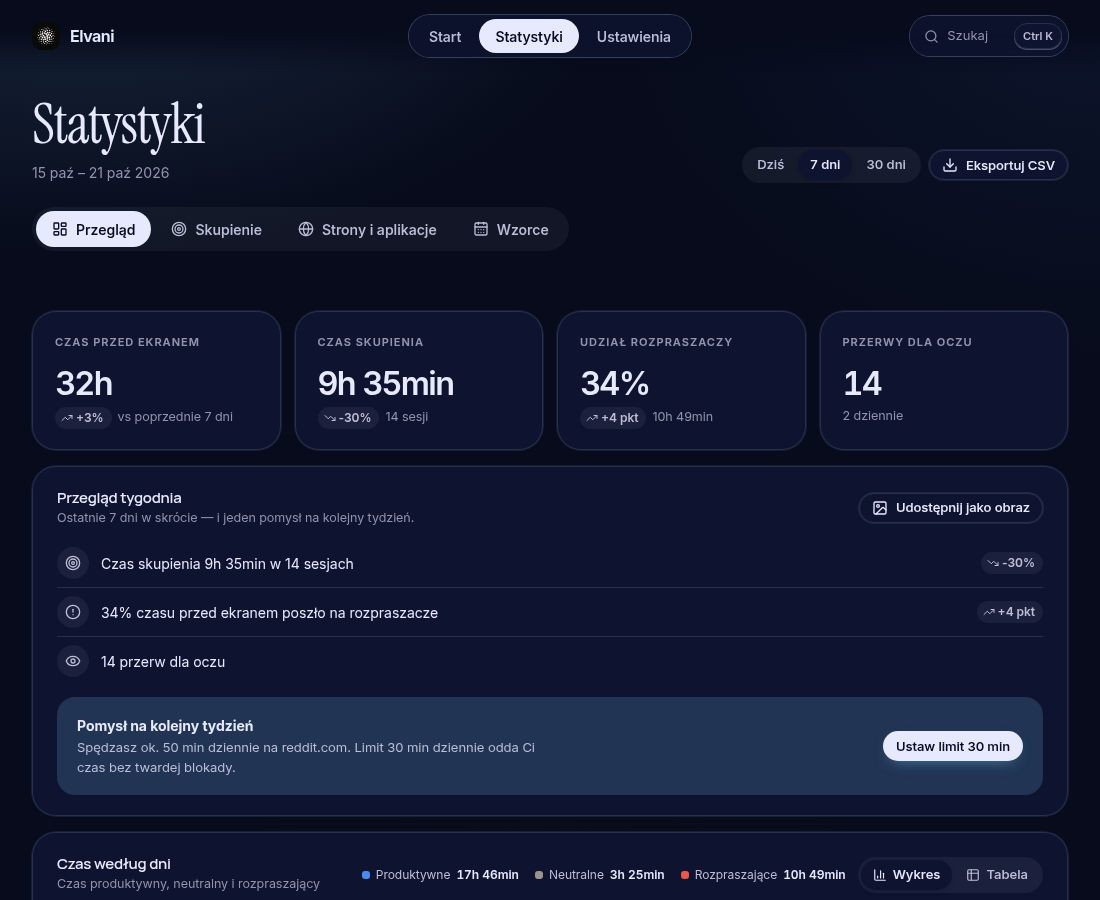 Elvani
Start
Statystyki
Ustawienia
Szukaj
Ctrl K
Statystyki
15 paź – 21 paź 2026
Dziś
7 dni
30 dni
Eksportuj CSV
Przegląd
Skupienie
Strony i aplikacje
Wzorce
CZAS PRZED EKRANEM
32h
+3%
vs poprzednie 7 dni
CZAS SKUPIENIA
9h 35min
-30%
14 sesji
UDZIAŁ ROZPRASZACZY
34%
+4 pkt
10h 49min
PRZERWY DLA OCZU
14
2 dziennie
Przegląd tygodnia
Ostatnie 7 dni w skrócie — i jeden pomysł na kolejny tydzień.
Udostępnij jako obraz
Czas skupienia 9h 35min w 14 sesjach
-30%
34% czasu przed ekranem poszło na rozpraszacze
+4 pkt
14 przerw dla oczu
Pomysł na kolejny tydzień
Spędzasz ok. 50 min dziennie na reddit.com. Limit 30 min dziennie odda Ci
czas bez twardej blokady.
Ustaw limit 30 min
Czas według dni
Czas produktywny, neutralny i rozpraszający
Produktywne 17h 46min
Neutralne 3h 25min
Rozpraszające 10h 49min
Wykres
Tabela